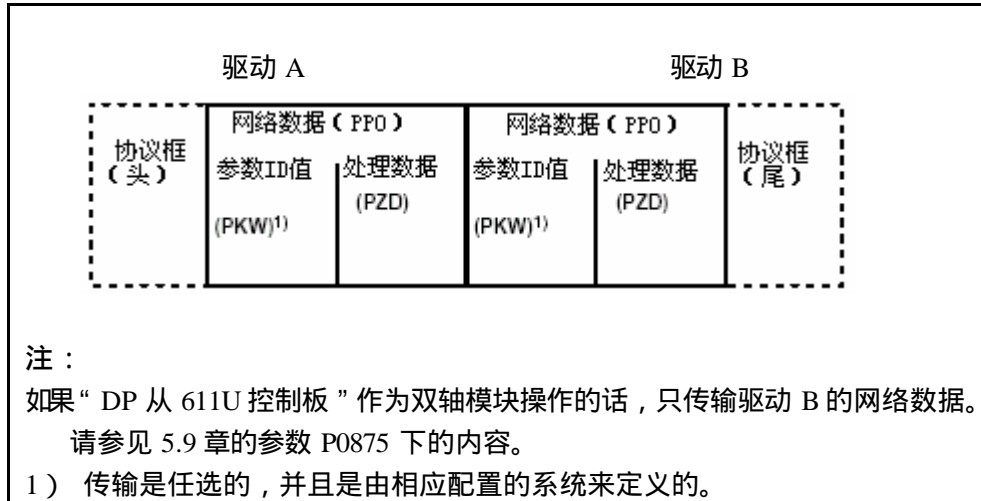 驱动 A 驱动 B
协议框
（头）
网络数据（PPO）
参数ID值 处理数据
(PZD)
(PKW)1)
网络数据（PPO）
参数ID值 处理数据
(PZD)
(PKW)1)
协议框
（尾）
注：
如果“ DP 从 611U 控制板 ”作为双轴模块操作的话，只传输驱动 B 的网络数据。
请参见 5.9 章的参数 P0875 下的内容。
1） 传输是任选的，并且是由相应配置的系统来定义的。